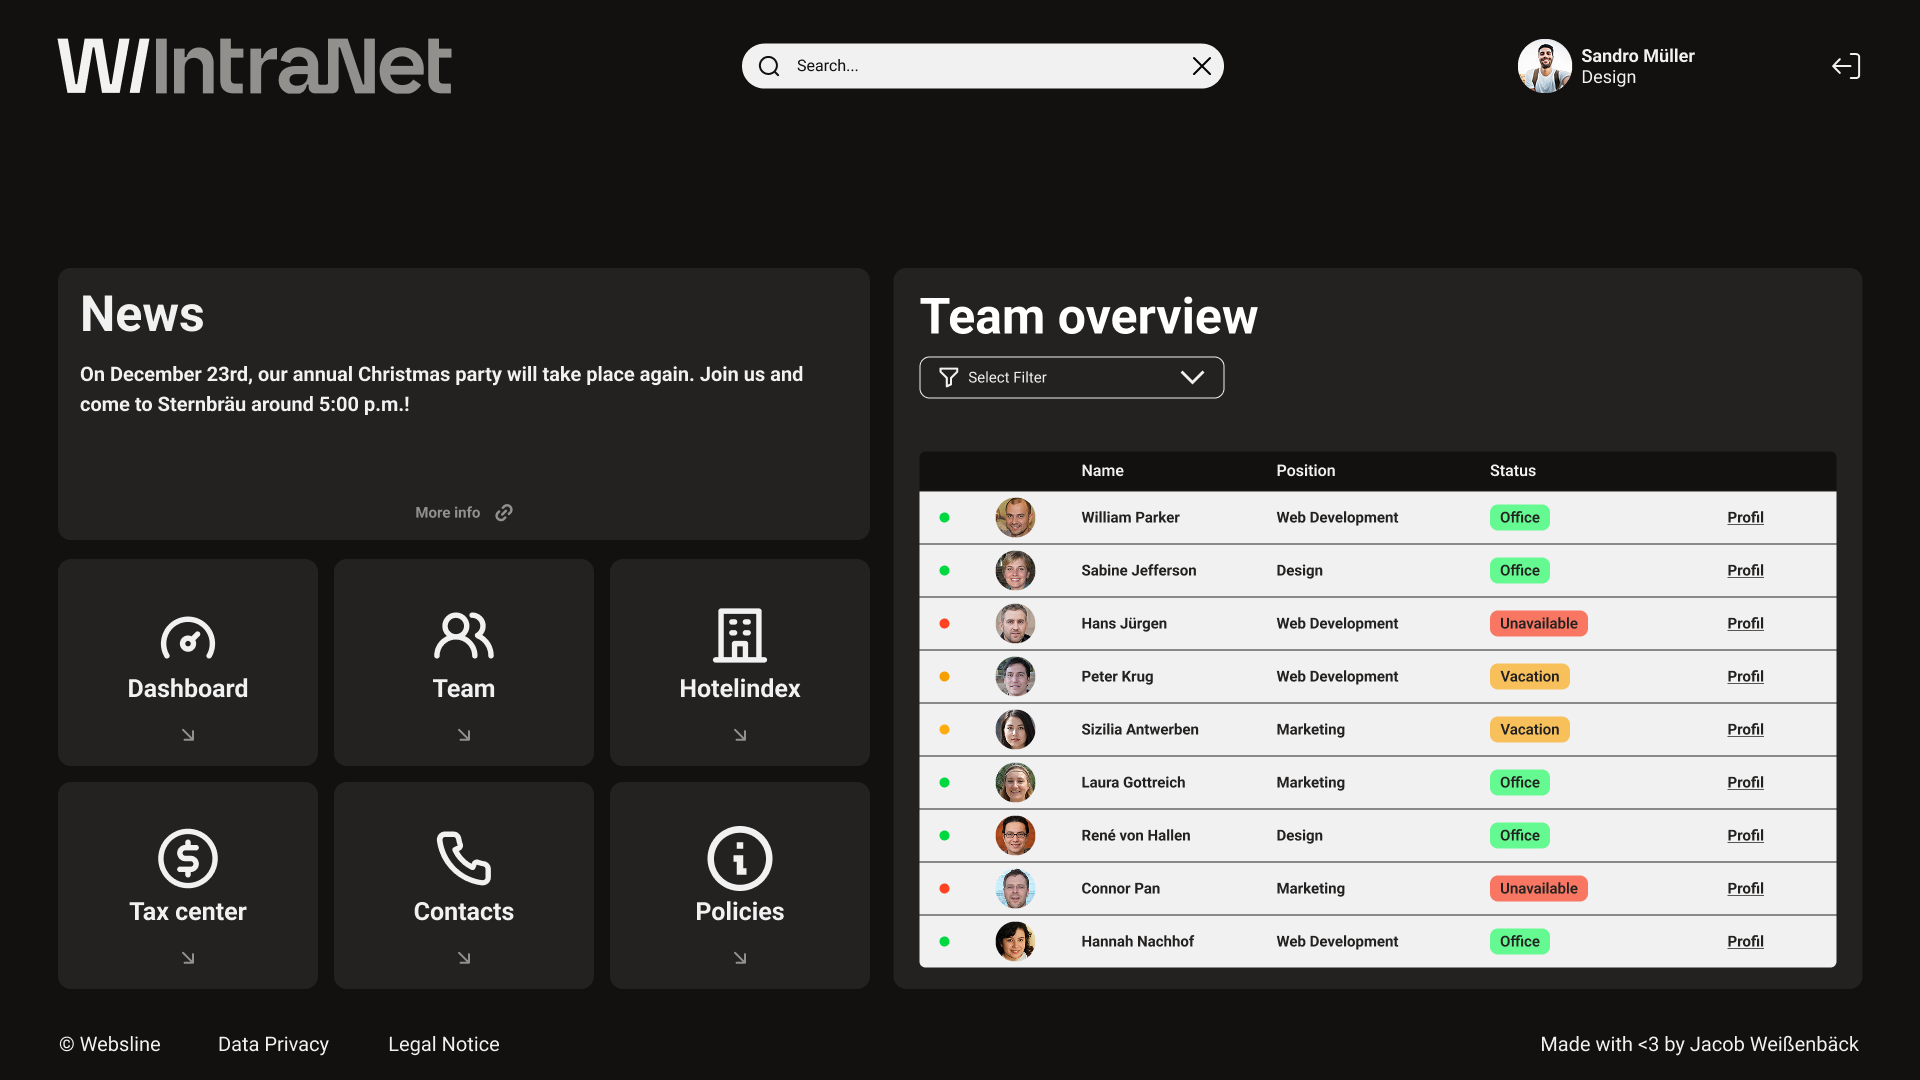 W/IntraNet
Search...
Sandro Müller
Design
News
On December 23rd, our annual Christmas party will take place again. Join us and
come to Sternbräu around 5:00 p.m.!
More info
Dashboard
Team
Hotelindex
Tax center
Contacts
Policies
Team overview
Select Filter
Name Position Status
William Parker Web Development Office Profil
Sabine Jefferson Design Office Profil
Hans Jürgen Web Development Unavailable Profil
Peter Krug Web Development Vacation Profil
Sizilia Antwerben Marketing Vacation Profil
Laura Gottreich Marketing Office Profil
René von Hallen Design Office Profil
Connor Pan Marketing Unavailable Profil
Hannah Nachhof Web Development Office Profil
© Websline Data Privacy Legal Notice Made with <3 by Jacob Weißenbäck